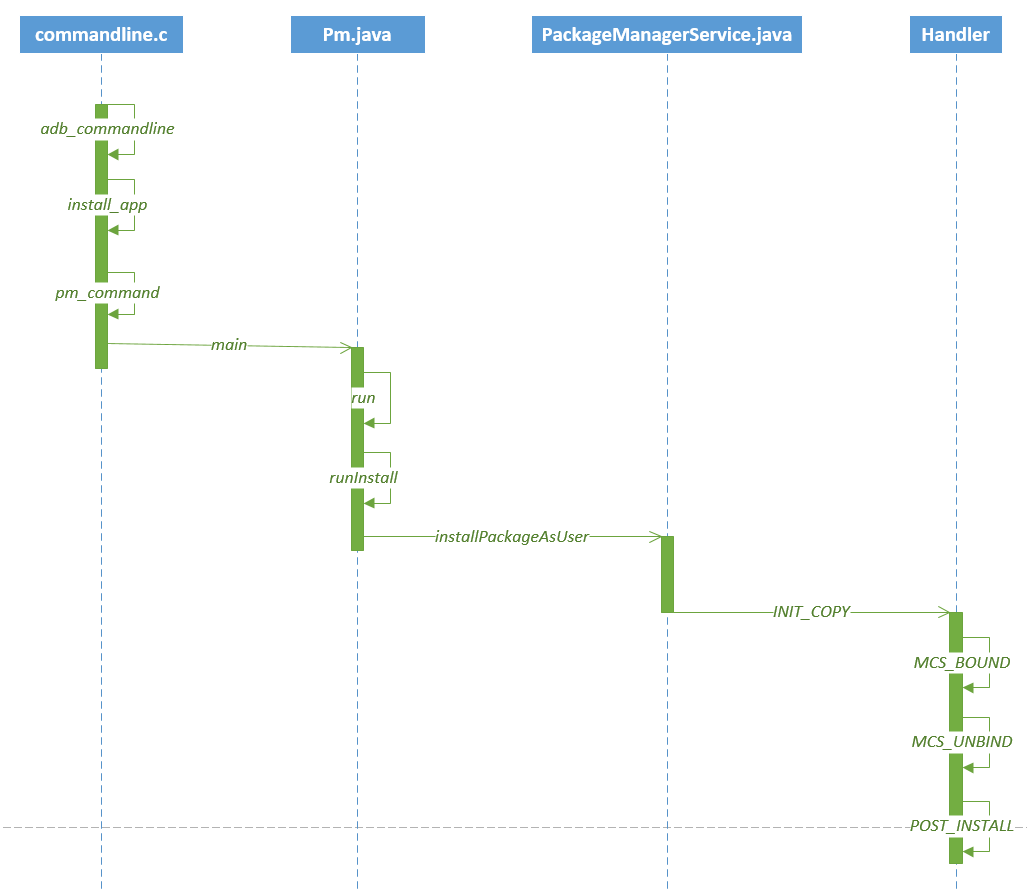 commandline.c
Pm.java
PackageManagerService.java
Handler
adb_commandline
install_app
pm_command
main
run
runInstall
installPackageAsUser
INIT_COPY
MCS_BOUND
MCS_UNBIND
POST_INSTALL